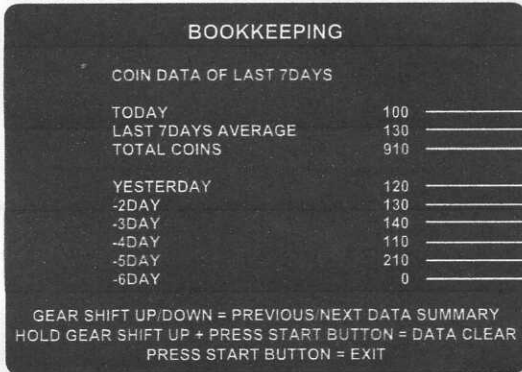 BOOKKEEPING
COIN DATA OF LAST 7DAYS
TODAY 100
LAST 7DAYS AVERAGE 130
TOTAL COINS 910
YESTERDAY 120
-2DAY 130
-3DAY 140
-4DAY 110
-5DAY 210
-6DAY 0
GEAR SHIFT UP/DOWN = PREVIOUS/NEXT DATA SUMMARY
HOLD GEAR SHIFT UP + PRESS START BUTTON = DATA CLEAR
PRESS START BUTTON = EXIT